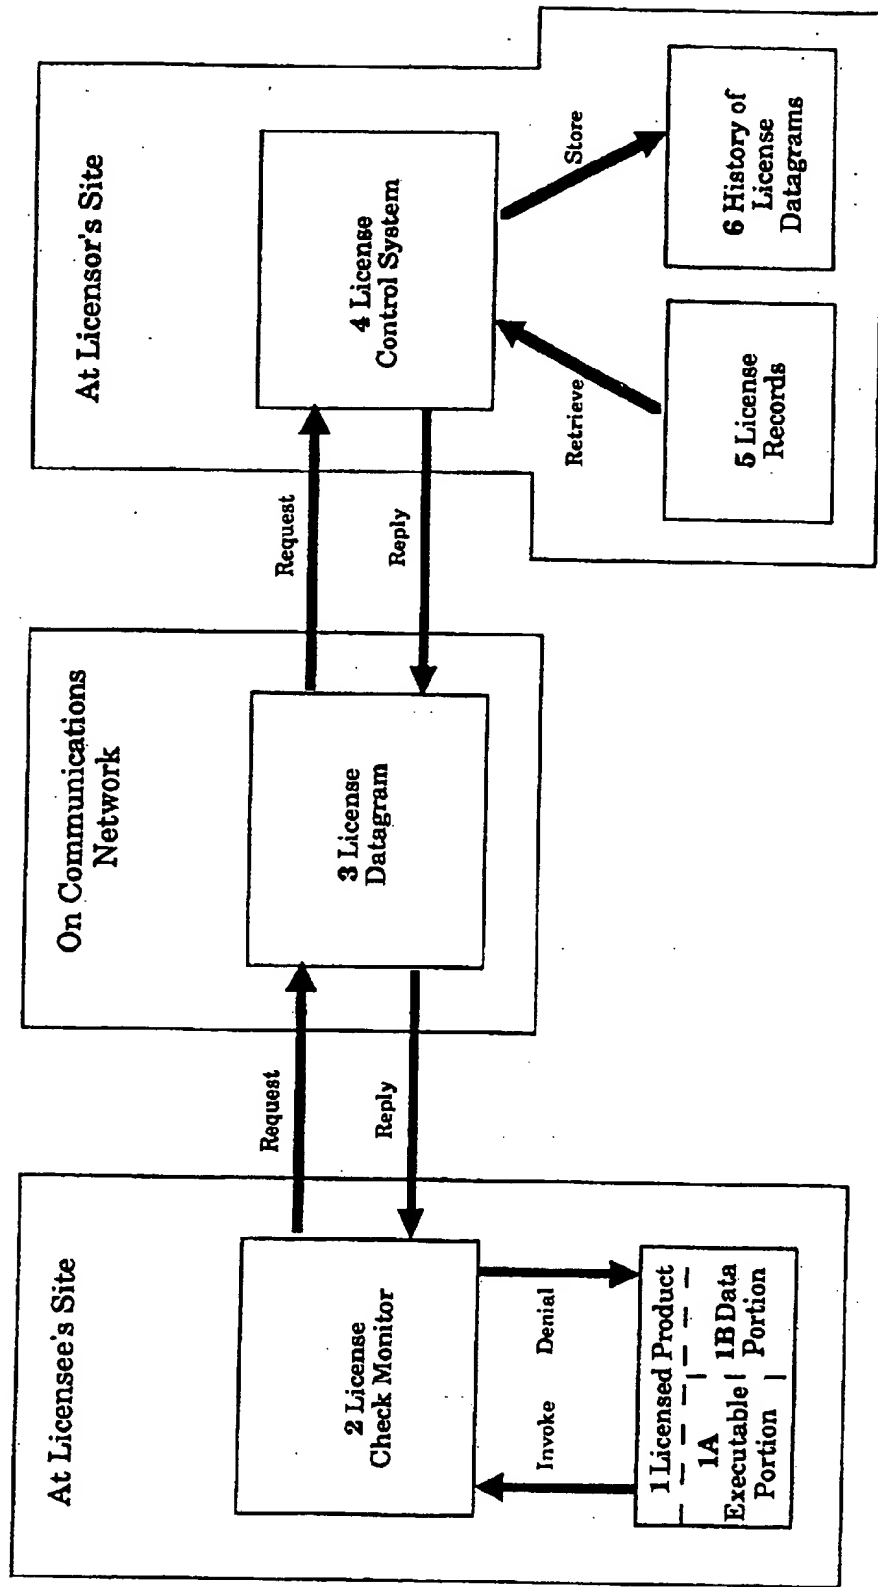 At Licensee's Site
2 License
Check Monitor
Invoke
Denial
1 Licensed Product
1A
Executable
Portion
1B Data
Portion
Request
Reply
On Communications
Network
3 License
Datagram
Request
Reply
At Licensor's Site
4 License
Control System
Retrieve
Store
5 License
Records
6 History of
License
Datagrams